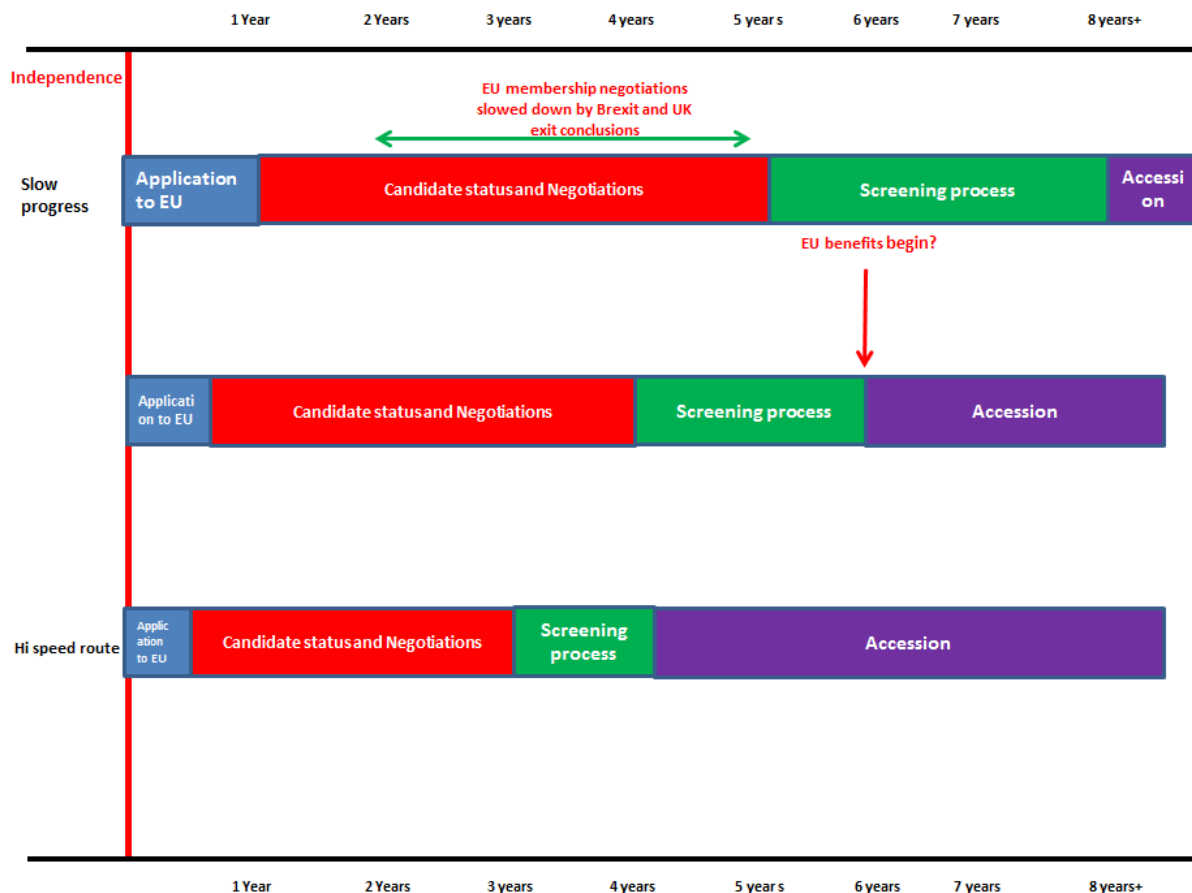 1 Year 2 Years 3 years 4 years 5 years 6 years 7 years 8 years+
Independence
EU membership negotiations
slowed down by Brexit and UK
exit conclusions
Slow
progress
Application
to EU
Candidate status and Negotiations
Screening process
Accessi
on
EU benefits begin?
Applicati
on to EU
Candidate status and Negotiations
Screening process
Accession
Hi speed route
Applic
ation
to EU
Candidate status and Negotiations
Screening
process
Accession
1 Year 2 Years 3 years 4 years 5 years 6 years 7 years 8 years+